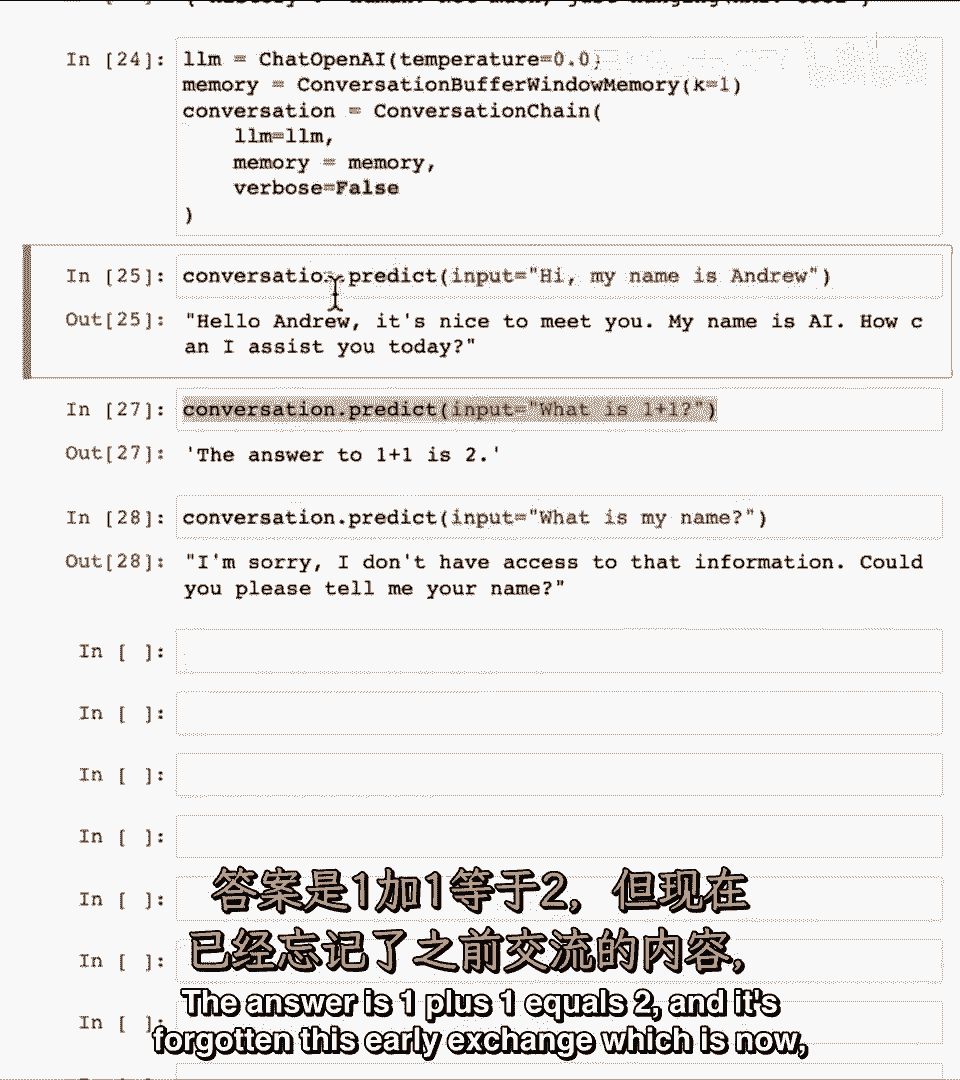 In [24]: llm = ChatOpenAI(temperature=0.0)
memory = ConversationBufferWindowMemory(k=1)
conversation = ConversationChain(
    llm=llm,
    memory = memory,
    verbose=False
)
In [25]: conversation.predict(input="Hi, my name is Andrew")
Out[25]: "Hello Andrew, it's nice to meet you. My name is AI. How c
an I assist you today?"
In [27]: conversation.predict(input="What is 1+1?")
Out[27]: 'The answer to 1+1 is 2.'
In [28]: conversation.predict(input="What is my name?")
Out[28]: "I'm sorry, I don't have access to that information. Could
you please tell me your name?"
In [ ]:
In [ ]:
In [ ]:
In [ ]:
In [ ]:
In [ ]:
In [ ]:
答案是1加1等于2，但现在
已经忘记了之前交流的内容，
The answer is 1 plus 1 equals 2, and it's
forgotten this early exchange which is now,